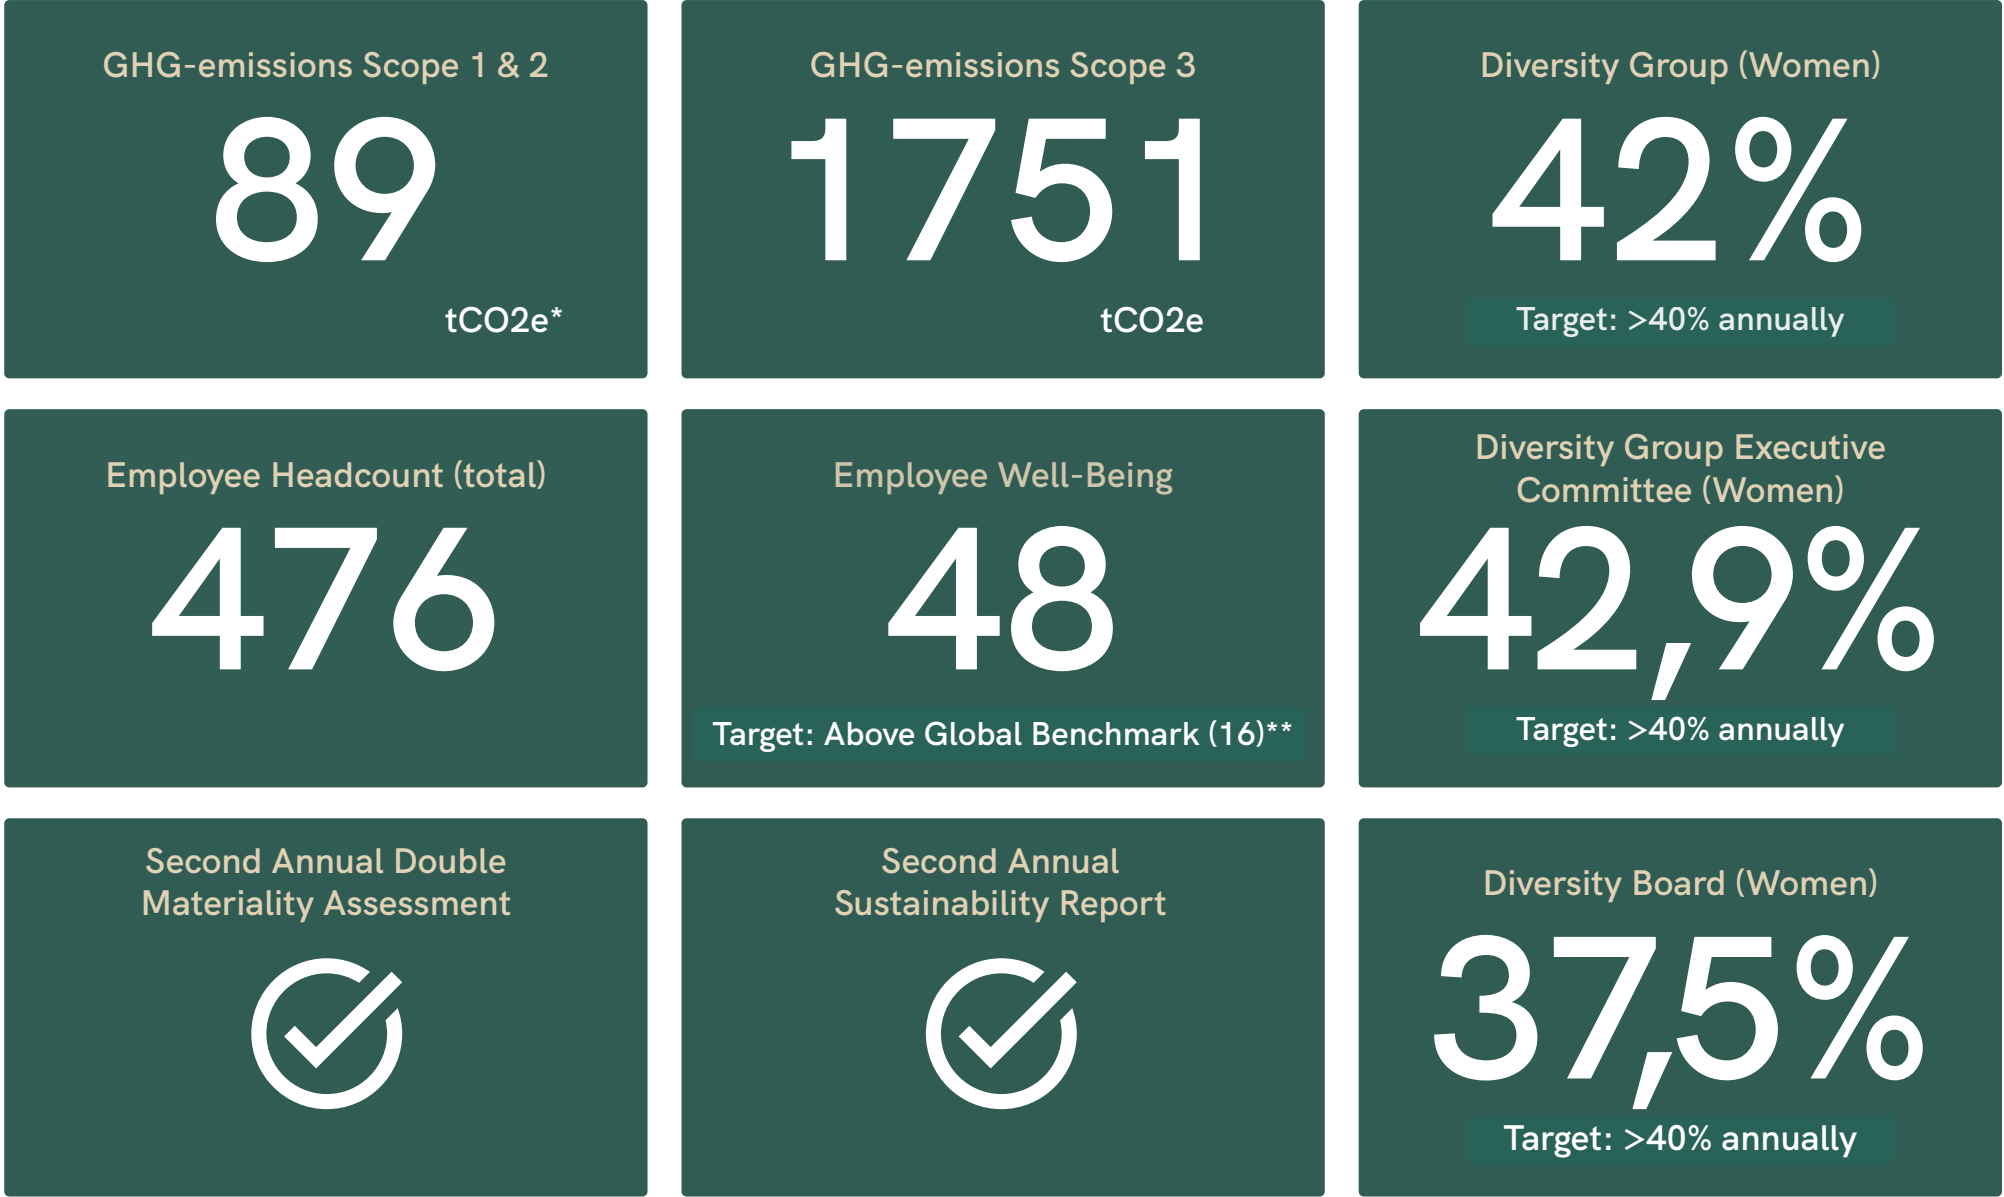 GHG-emissions Scope 1 & 2
89
tCO2e*
GHG-emissions Scope 3
1751
tCO2e
Diversity Group (Women)
42%
Target: >40% annually
Employee Headcount (total)
476
Employee Well-Being
48
Target: Above Global Benchmark (16)**
Diversity Group Executive
Committee (Women)
42,9%
Target: >40% annually
Second Annual Double
Materiality Assessment
Second Annual
Sustainability Report
Diversity Board (Women)
37,5%
Target: >40% annually